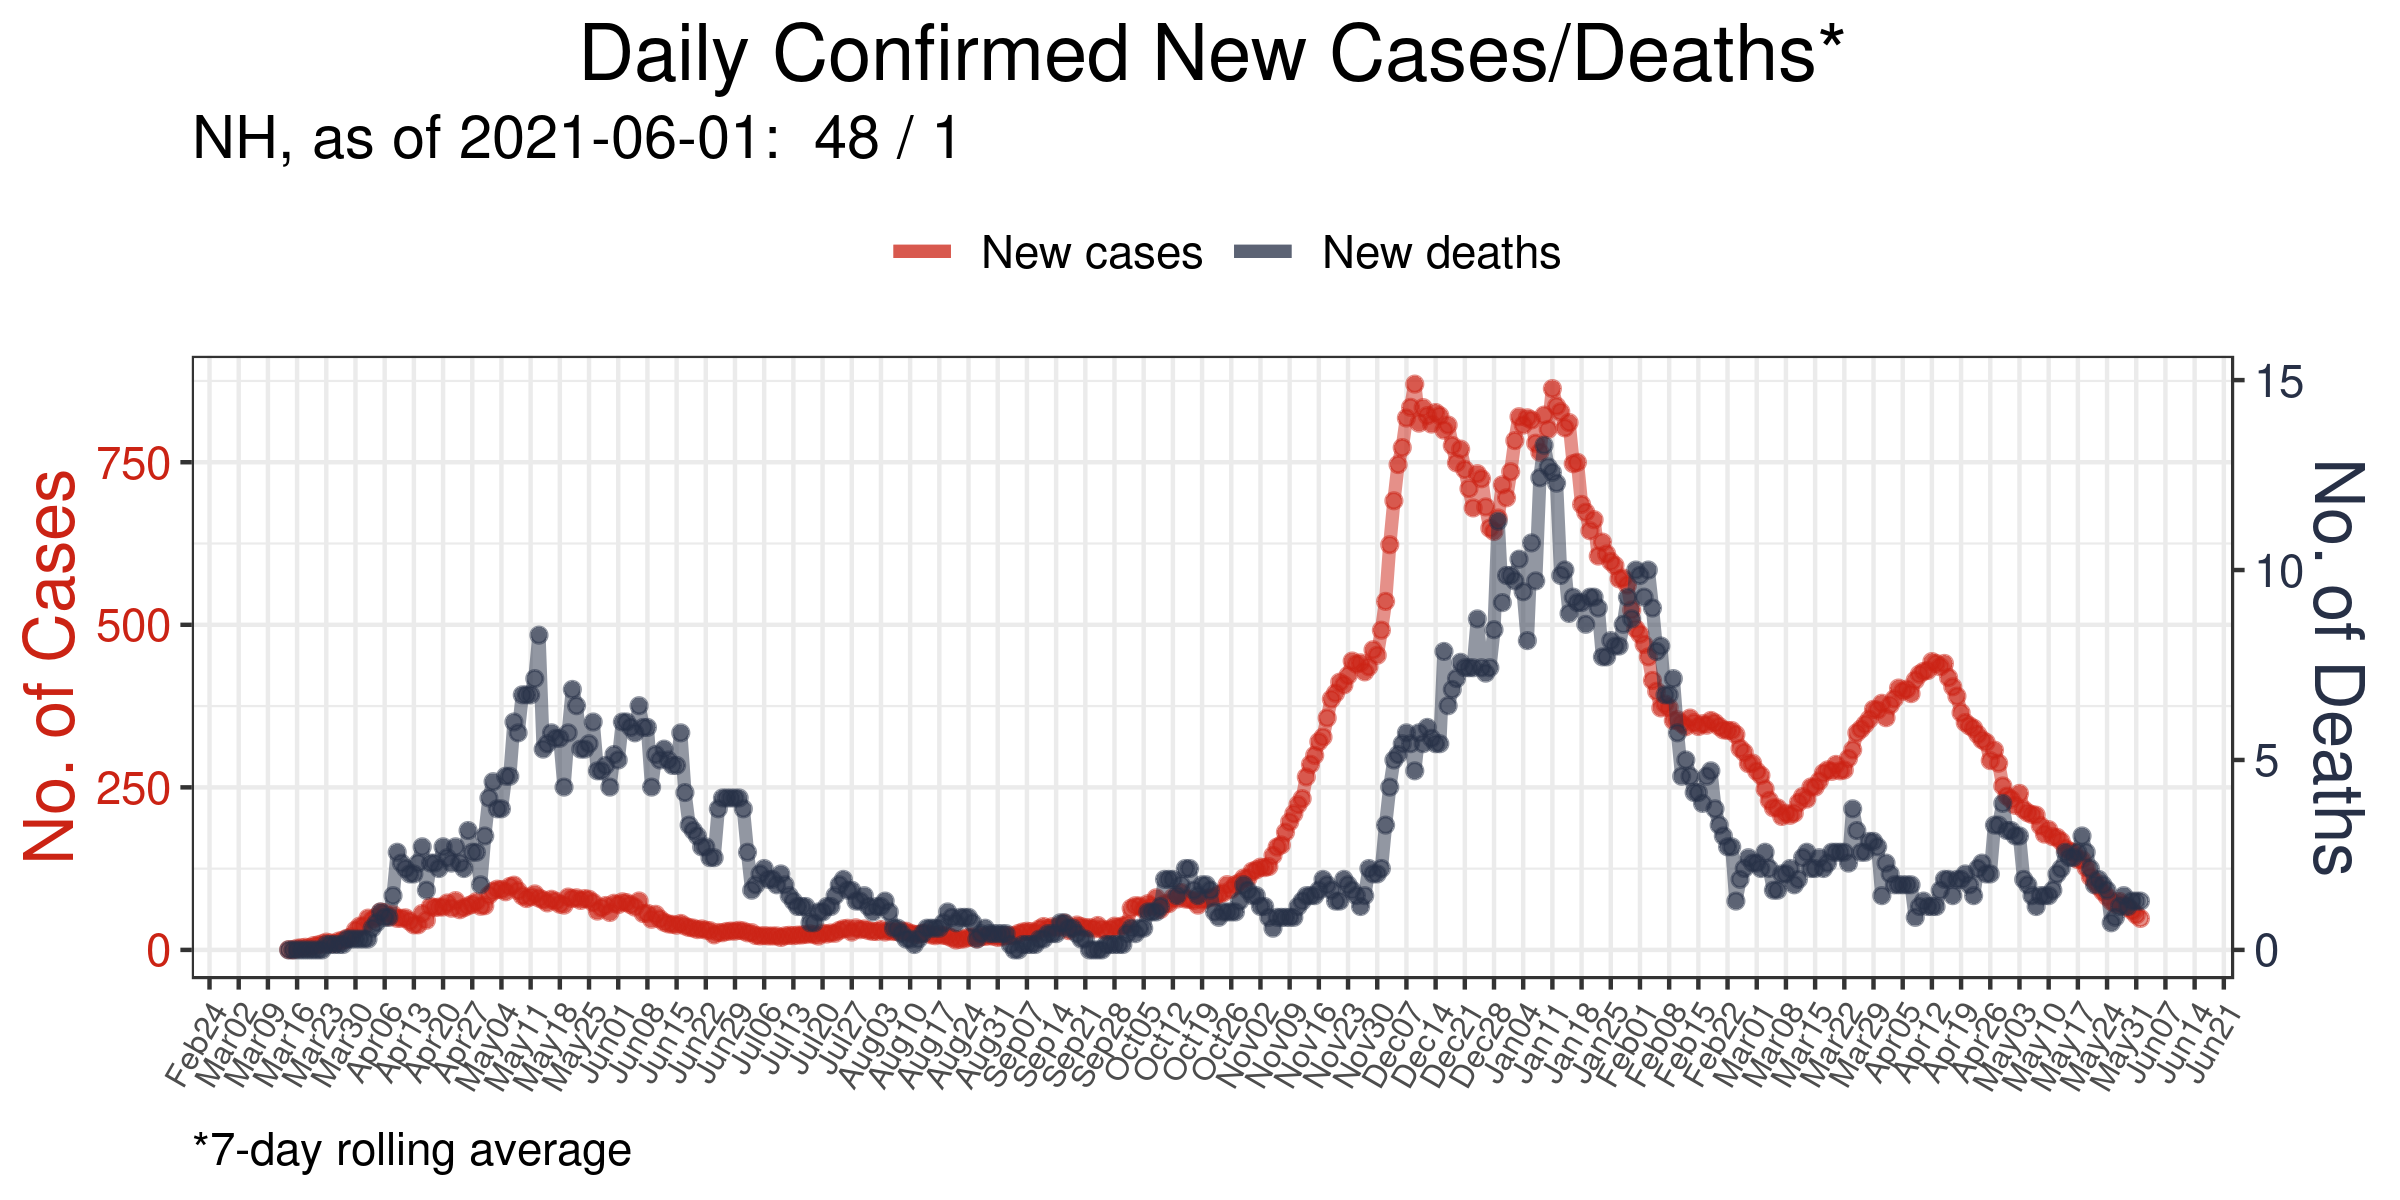 Daily Confirmed New Cases/Deaths*
NH, as of 2021-06-01:  48 / 1
New cases
New deaths
No. of Cases
750
500
250
0
15
10
5
0
No. of Deaths
Feb24
Mar02
Mar09
Mar16
Mar23
Mar30
Apr06
Apr13
Apr20
Apr27
May04
May11
May18
May25
Jun01
Jun08
Jun15
Jun22
Jun29
Jul06
Jul13
Jul20
Jul27
Aug03
Aug10
Aug17
Aug24
Aug31
Sep07
Sep14
Sep21
Sep28
Oct05
Oct12
Oct19
Oct26
Nov02
Nov09
Nov16
Nov23
Nov30
Dec07
Dec14
Dec21
Dec28
Jan04
Jan11
Jan18
Jan25
Feb01
Feb08
Feb15
Feb22
Mar01
Mar08
Mar15
Mar22
Mar29
Apr05
Apr12
Apr19
Apr26
May03
May10
May17
May24
May31
Jun07
Jun14
Jun21
*7-day rolling average